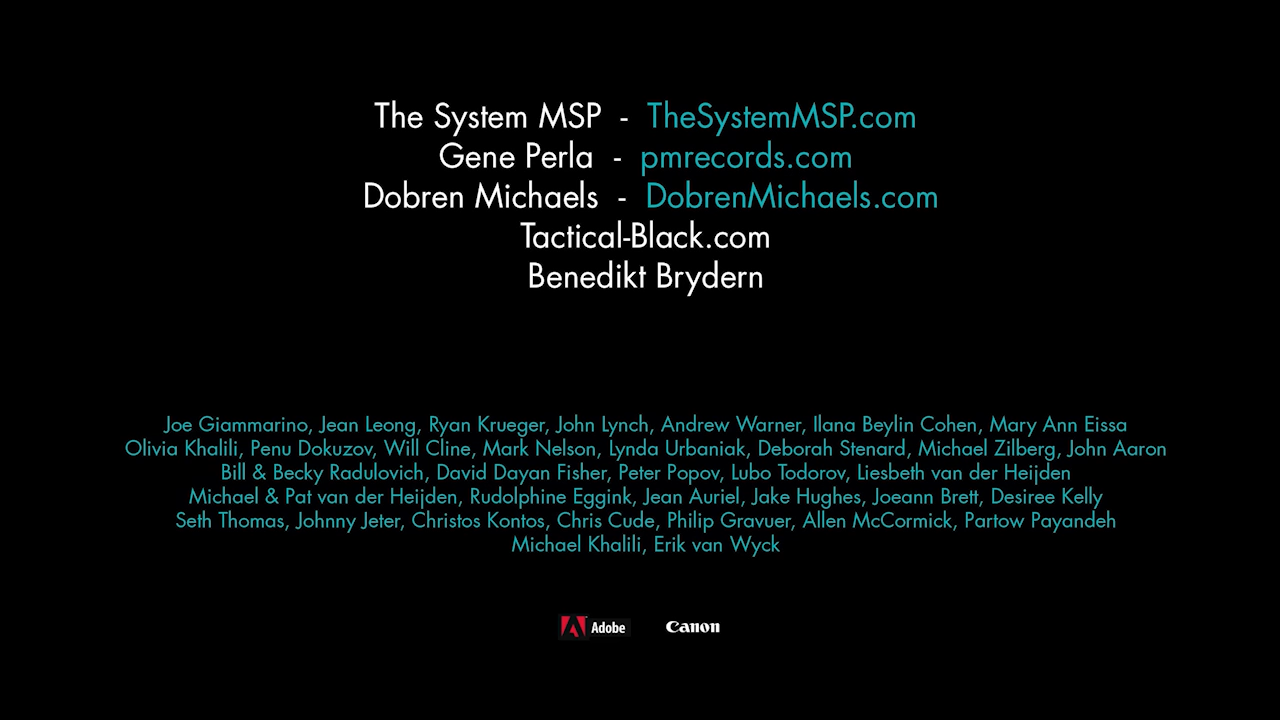 The System MSP - TheSystemMSP.com
Gene Perla - pmrecords.com
Dobren Michaels - DobrenMichaels.com
Tactical-Black.com
Benedikt Brydern
Joe Giammarino, Jean Leong, Ryan Krueger, John Lynch, Andrew Warner, Ilana Beylin Cohen, Mary Ann Eissa
Olivia Khalili, Penu Dokuzov, Will Cline, Mark Nelson, Lynda Urbaniak, Deborah Stenard, Michael Zilberg, John Aaron
Bill & Becky Radulovich, David Dayan Fisher, Peter Popov, Lubo Todorov, Liesbeth van der Heijden
Michael & Pat van der Heijden, Rudolphine Eggink, Jean Auriel, Jake Hughes, Joeann Brett, Desiree Kelly
Seth Thomas, Johnny Jeter, Christos Kontos, Chris Cude, Philip Gravuer, Allen McCormick, Partow Payandeh
Michael Khalili, Erik van Wyck
Adobe Canon